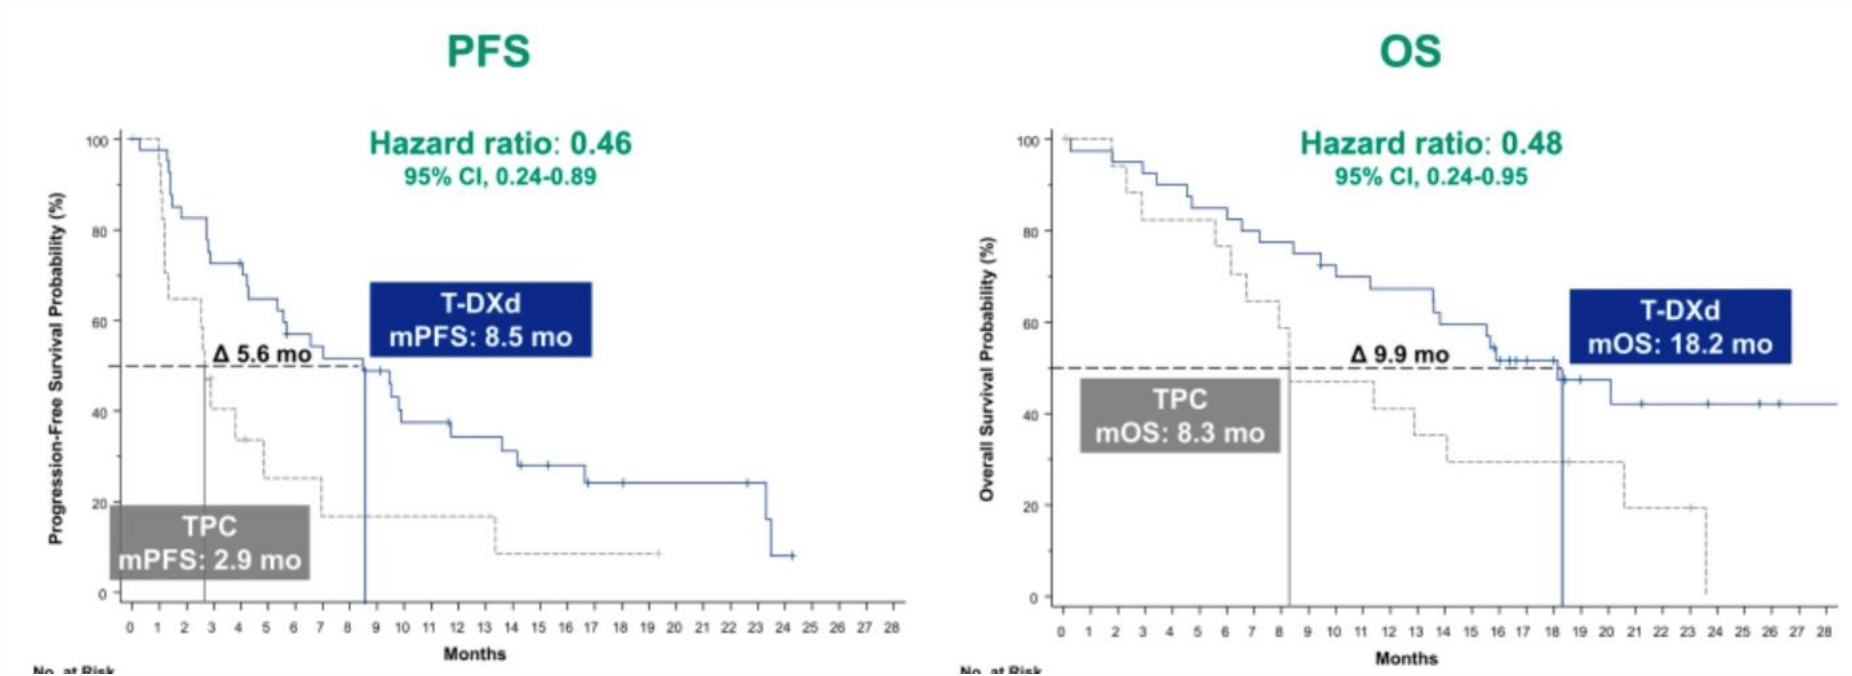 PFS
Hazard ratio: 0.46
95% CI, 0.24-0.89
Progression-Free Survival Probability (%)
100
80
60
40
20
0
T-DXd
mPFS: 8.5 mo
Δ 5.6 mo
TPC
mPFS: 2.9 mo
0 1 2 3 4 5 6 7 8 9 10 11 12 13 14 15 16 17 18 19 20 21 22 23 24 25 26 27 28
Months
No. at Risk
OS
Hazard ratio: 0.48
95% CI, 0.24-0.95
Overall Survival Probability (%)
100
80
60
40
20
0
T-DXd
mOS: 18.2 mo
Δ 9.9 mo
TPC
mOS: 8.3 mo
0 1 2 3 4 5 6 7 8 9 10 11 12 13 14 15 16 17 18 19 20 21 22 23 24 25 26 27 28
Months
No. at Risk